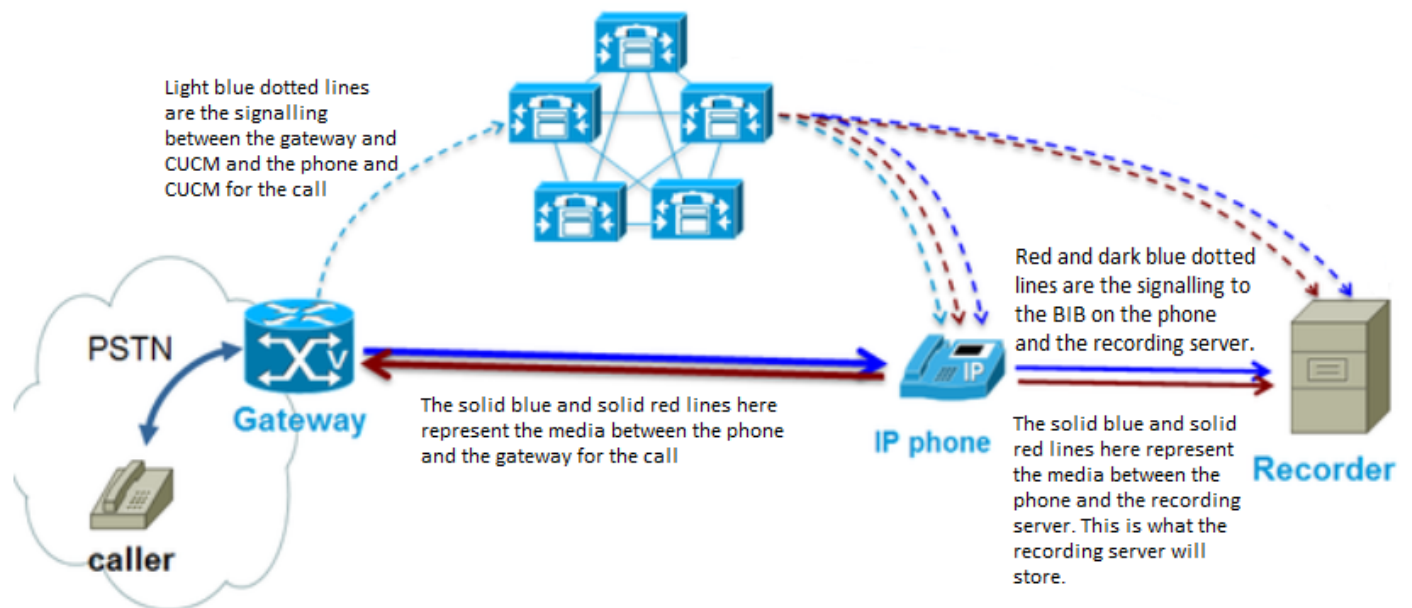 Light blue dotted lines
are the signalling
between the gateway and
CUCM and the phone and
CUCM for the call
Red and dark blue dotted
lines are the signalling to
the BIB on the phone
and the recording server.
PSTN
V
IP
Gateway
The solid blue and solid red lines here
represent the media between the phone
and the gateway for the call
IP phone
The solid blue and solid
red lines here represent
the media between the
phone and the recording
server. This is what the
recording server will
store.
Recorder
caller